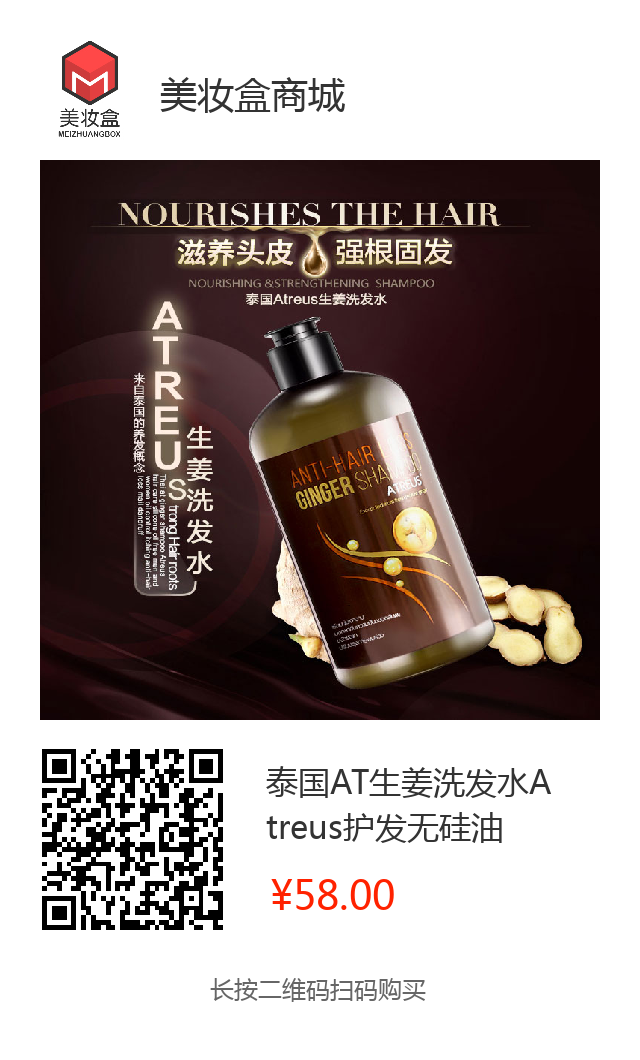 美妆盒
MEIZHUANGBOX
美妆盒商城
NOURISHES THE HAIR
滋养头皮 强根固发
NOURISHING &STRENGTHENING SHAMPOO
泰国Atreus生姜洗发水
ATREUS
生姜洗发水
来自泰国的养发概念
Strong Hair roots
ANTI-HAIR
GINGER
ATREUS
泰国AT生姜洗发水A
treus护发无硅油
¥58.00
长按二维码扫码购买